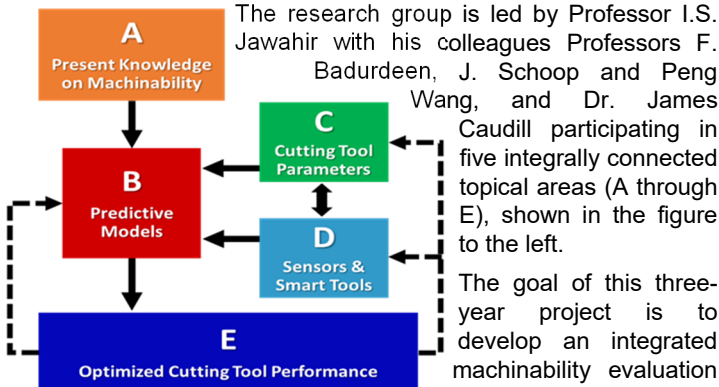 A
Present Knowledge
on Machinability
B
Predictive
Models
C
Cutting Tool
Parameters
D
Sensors &
Smart Tools
E
Optimized Cutting Tool Performance
The research group is led by Professor I.S.
Jawahir with his colleagues Professors F.
Badurdeen, J. Schoop and Peng
Wang, and Dr. James
Caudill participating in
five integrally connected
topical areas (A through
E), shown in the figure
to the left.
The goal of this three-
year project is to
develop an integrated
machinability evaluation